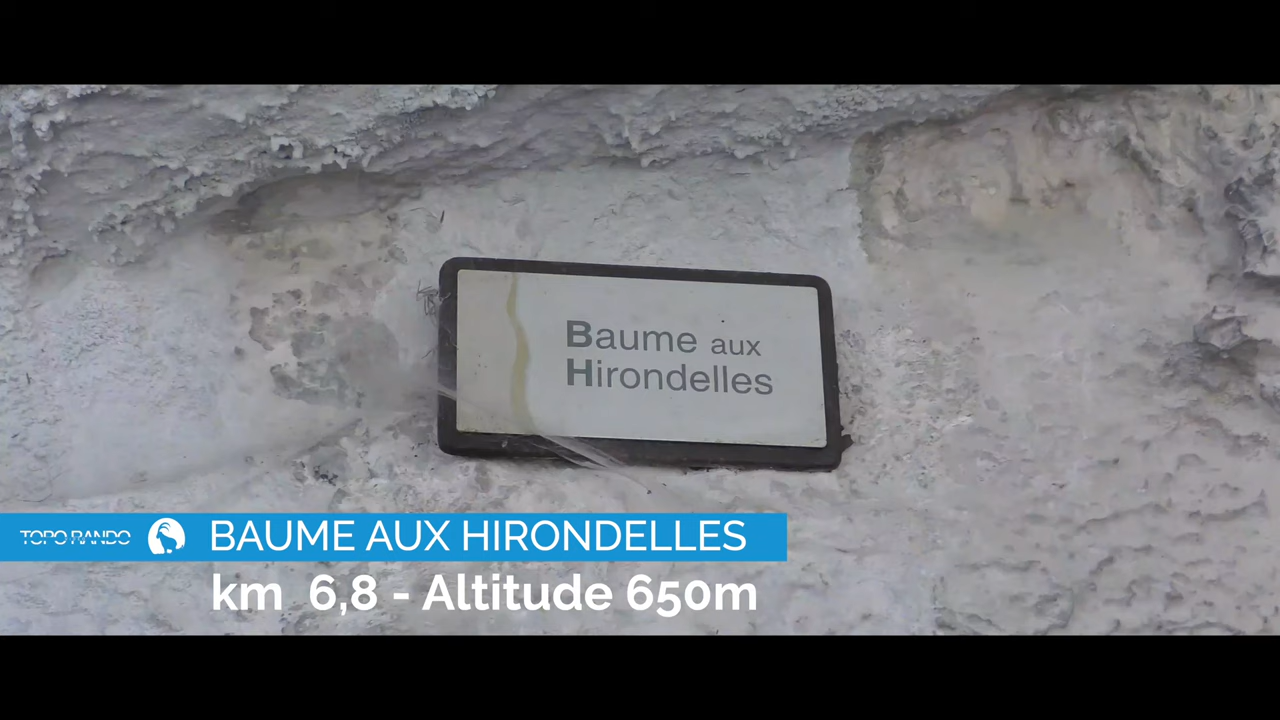 Baume aux
Hirondelles
TOPO RANDO
BAUME AUX HIRONDELLES
km 6,8 - Altitude 650m